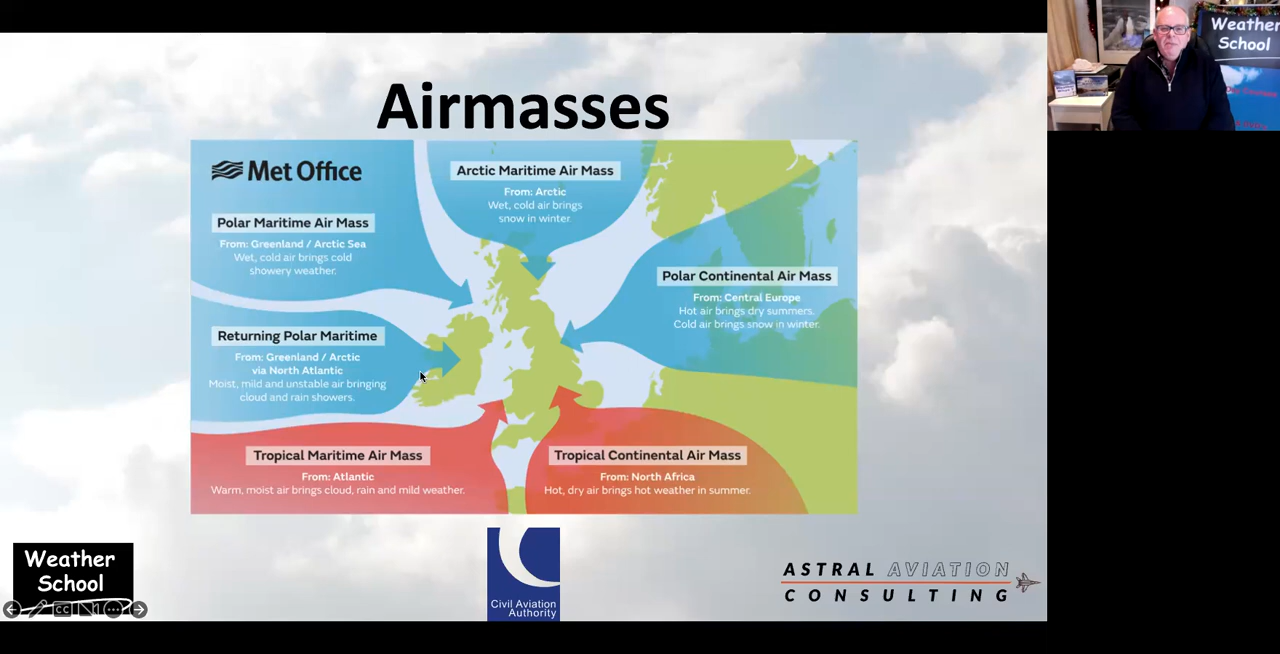 Airmasses
Met Office
Arctic Maritime Air Mass
From: Arctic
Wet, cold air brings
snow in winter.
Polar Maritime Air Mass
From: Greenland / Arctic Sea
Wet, cold air brings cold
showery weather.
Polar Continental Air Mass
From: Central Europe
Hot air brings dry summers.
Cold air brings snow in winter.
Returning Polar Maritime
From: Greenland / Arctic
via North Atlantic
Moist, mild and unstable air bringing
cloud and rain showers.
Tropical Maritime Air Mass
From: Atlantic
Warm, moist air brings cloud, rain and mild weather.
Tropical Continental Air Mass
From: North Africa
Hot, dry air brings hot weather in summer.
Weather
School
CC
Civil Aviation
Authority
ASTRAL AVIATION
CONSULTING
Weather
School